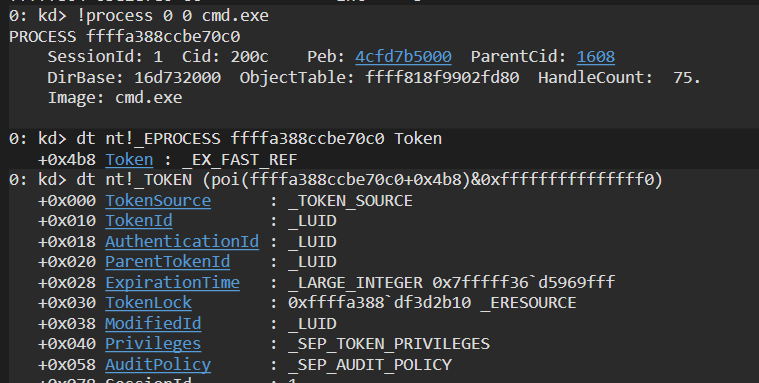 0: kd> !process 0 0 cmd.exe
PROCESS ffffa388ccbe70c0
SessionId: 1 Cid: 200c Peb: 4cfd7b5000 ParentCid: 1608
DirBase: 16d732000 ObjectTable: ffff818f9902fd80 HandleCount: 75.
Image: cmd.exe
0: kd> dt nt!_EPROCESS ffffa388ccbe70c0 Token
+0x4b8 Token : _EX_FAST_REF
0: kd> dt nt!_TOKEN (poi(ffffa388ccbe70c0+0x4b8)&0xfffffffffffffff0)
+0x000 TokenSource : _TOKEN_SOURCE
+0x010 TokenId : _LUID
+0x018 AuthenticationId : _LUID
+0x020 ParentTokenId : _LUID
+0x028 ExpirationTime : _LARGE_INTEGER 0x7fffff36`d5969fff
+0x030 TokenLock : 0xffffa388`df3d2b10 _ERESOURCE
+0x038 ModifiedId : _LUID
+0x040 Privileges : _SEP_TOKEN_PRIVILEGES
+0x058 AuditPolicy : _SEP_AUDIT_POLICY
+0x078 SessionId : 1